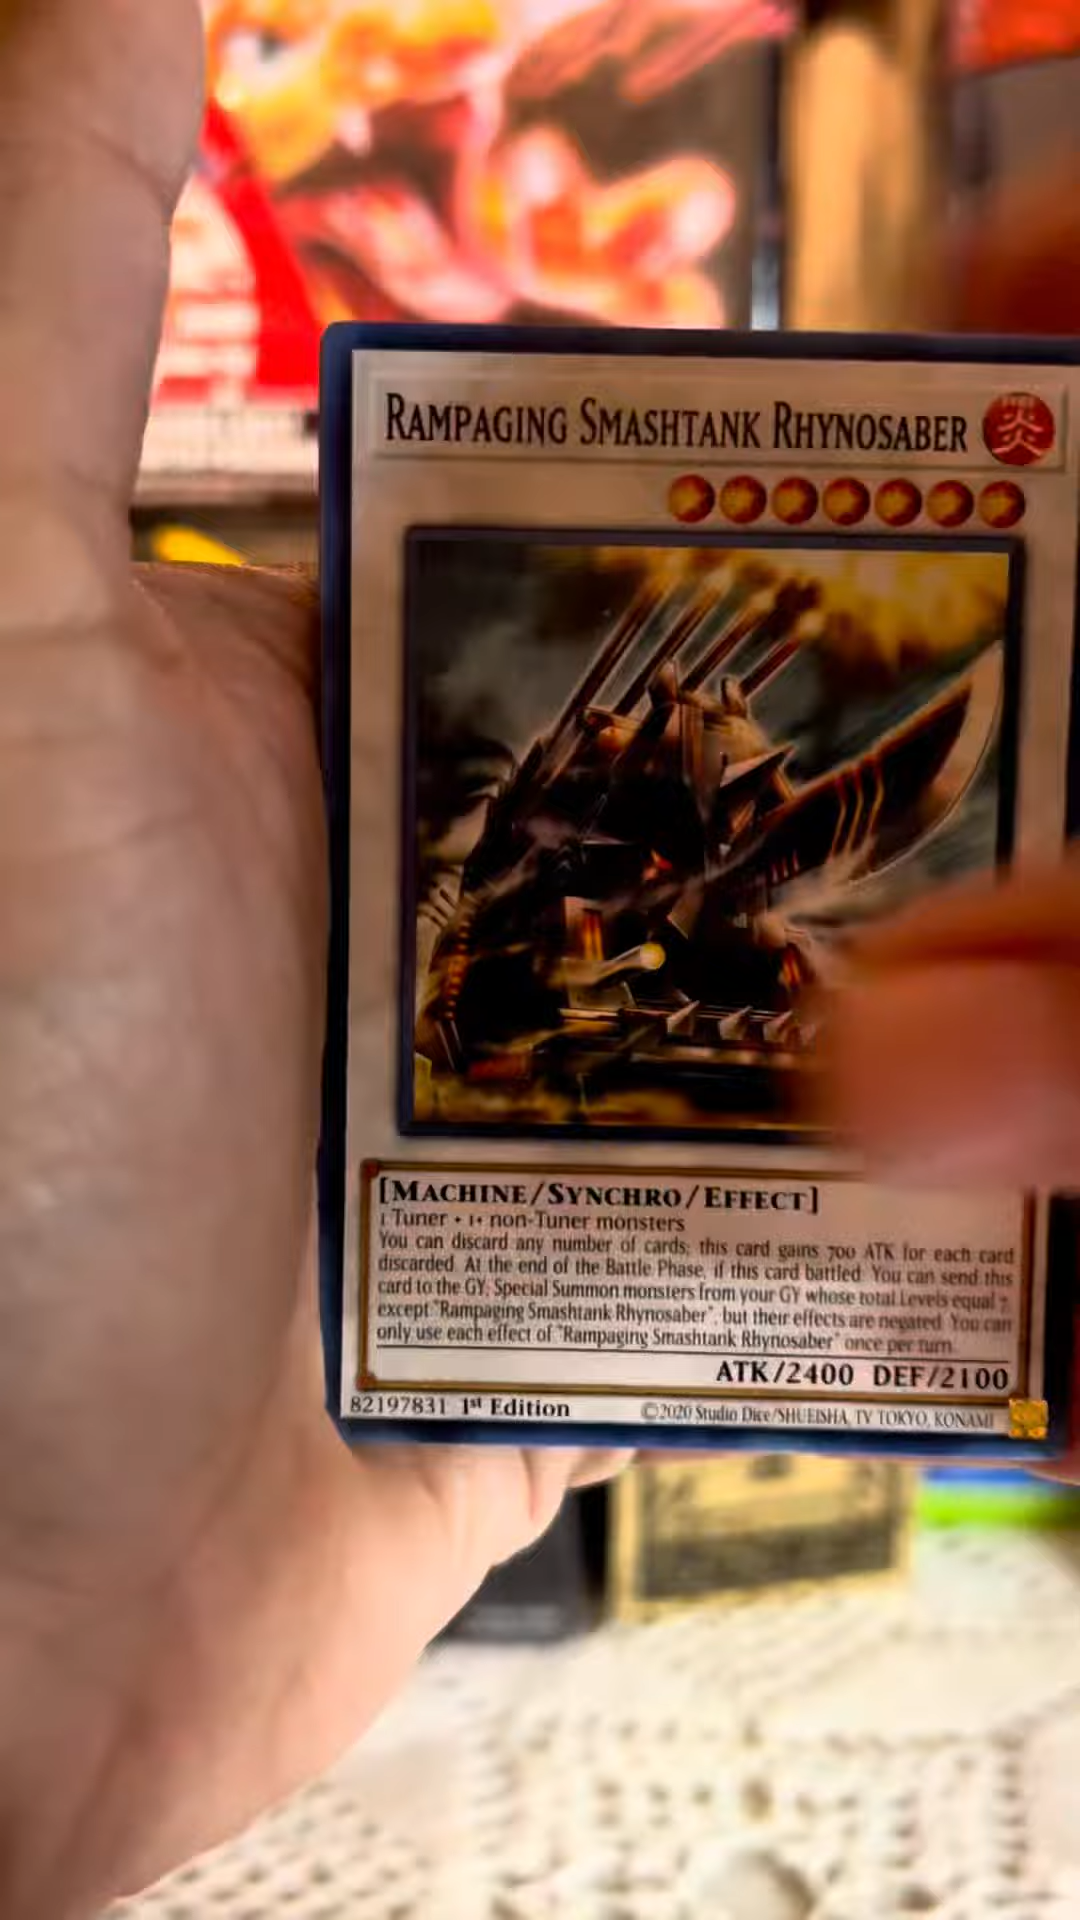 RAMPAGING SMASHTANK RHYNOSABER
炎
炎
[MACHINE/SYNCHRO/EFFECT]
1 Tuner + 1+ non-Tuner monsters
You can discard any number of cards; this card gains 700 ATK for each card
discarded. At the end of the Battle Phase, if this card battled: You can send this
card to the GY; Special Summon monsters from your GY whose total Levels equal 7,
except "Rampaging Smashtank Rhynosaber", but their effects are negated. You can
only use each effect of "Rampaging Smashtank Rhynosaber" once per turn.
ATK/2400 DEF/2100
82197831 1st Edition ©2020 Studio Dice/SHUEISHA, TV TOKYO, KONAMI